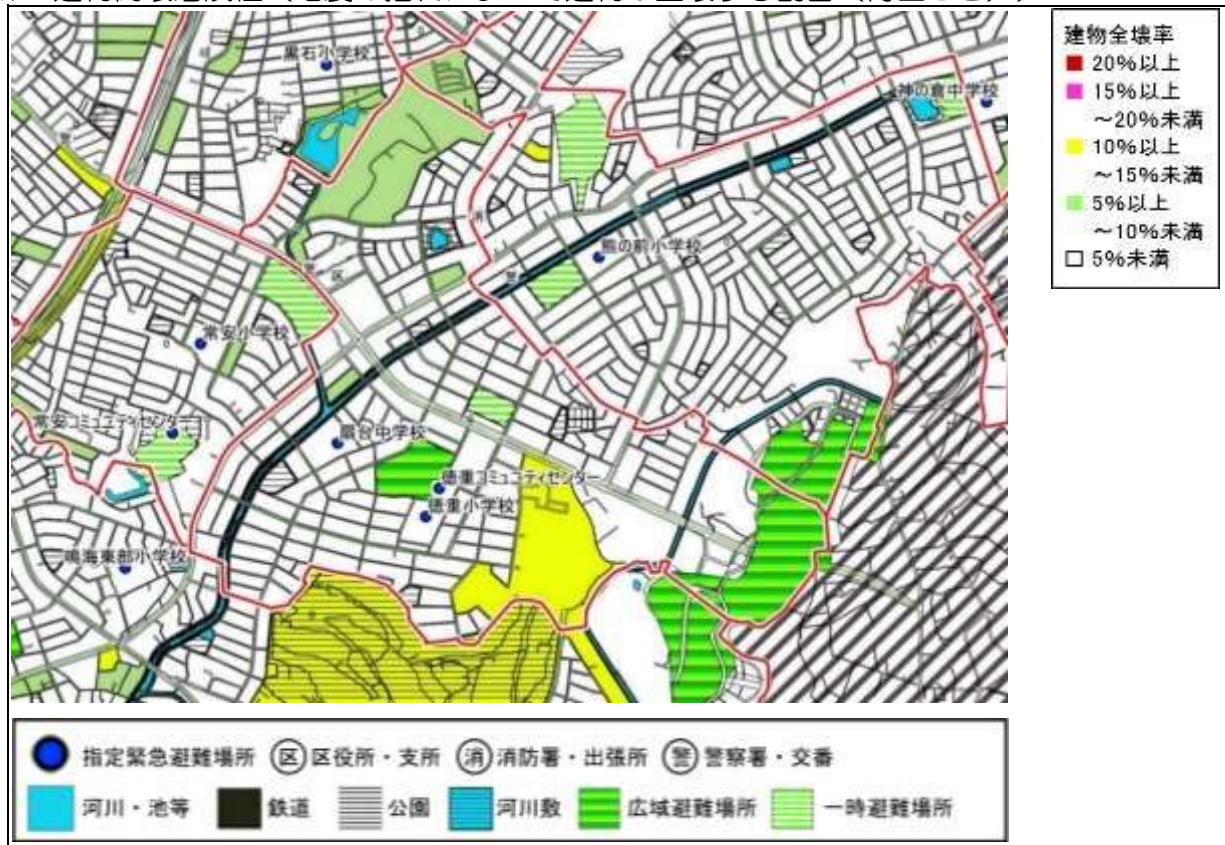 黒石小学校
神の倉中学校
消
熊の前小学校
警
区
常安小学校
常安コミュニティセンター
扇台中学校
徳重コミュニティセンター
徳重小学校
鳴海東部小学校
建物全壊率
20%以上
15%以上
～20%未満
10%以上
～15%未満
5%以上
～10%未満
5%未満
指定緊急避難場所 区 区役所・支所 消 消防署・出張所 警 警察署・交番
河川・池等 鉄道 公園 河川敷 広域避難場所 一時避難場所